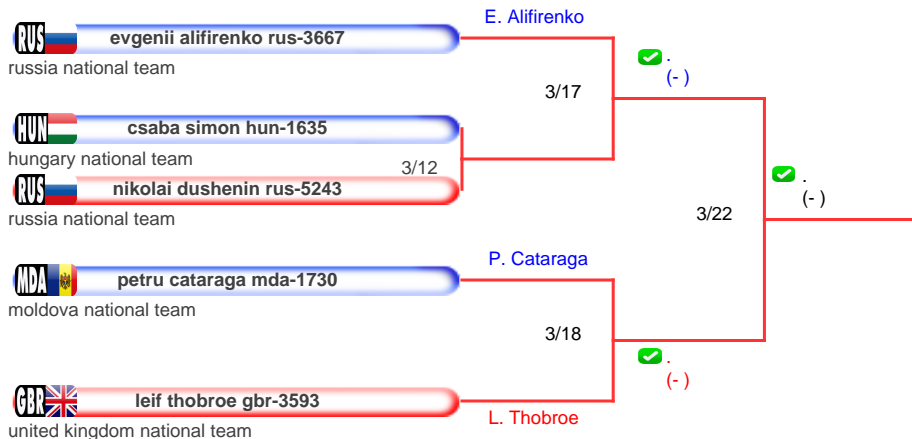 E. Alifirenko
RUS evgenii alifirenko rus-3667
russia national team
.
(- )
3/17
HUN csaba simon hun-1635
hungary national team
3/12
RUS nikolai dushenin rus-5243
russia national team
.
(- )
3/22
P. Cataraga
MDA petru cataraga mda-1730
moldova national team
3/18
.
(- )
GBR leif thobroe gbr-3593
L. Thobroe
united kingdom national team